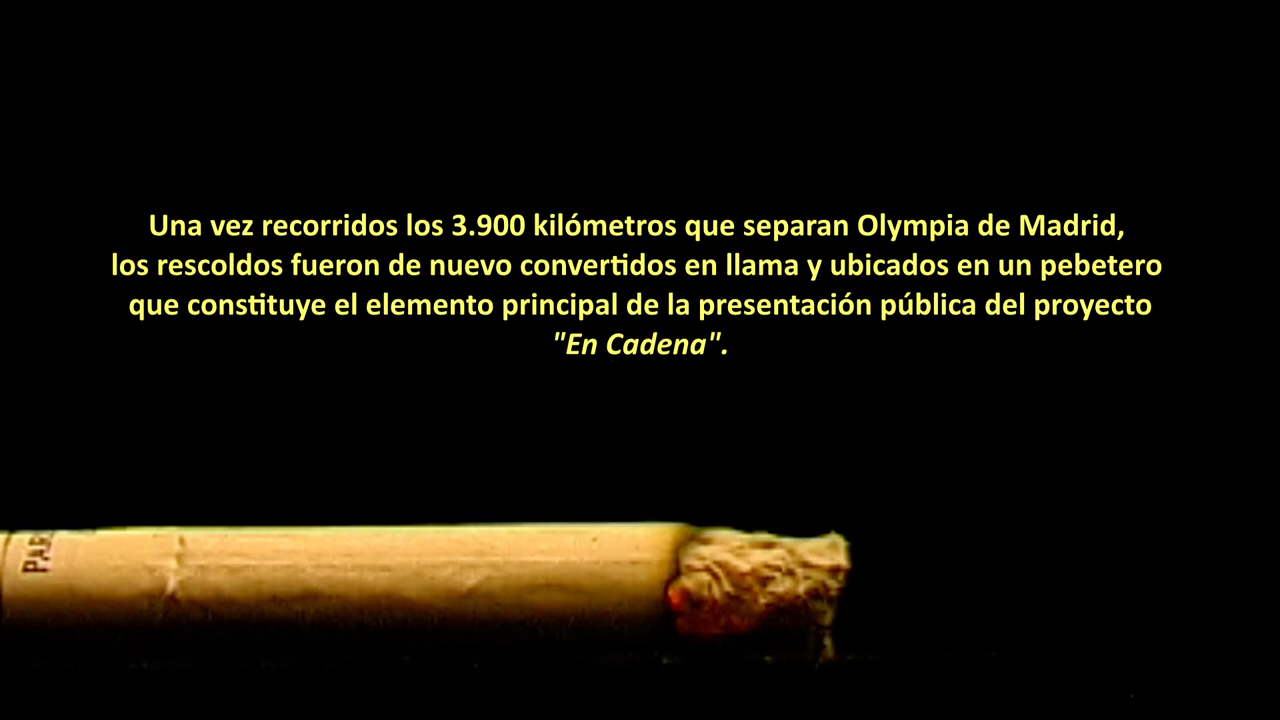 Una vez recorridos los 3.900 kilómetros que separan Olympia de Madrid,
los rescoldos fueron de nuevo convertidos en llama y ubicados en un pebetero
que constituye el elemento principal de la presentación pública del proyecto
"En Cadena".